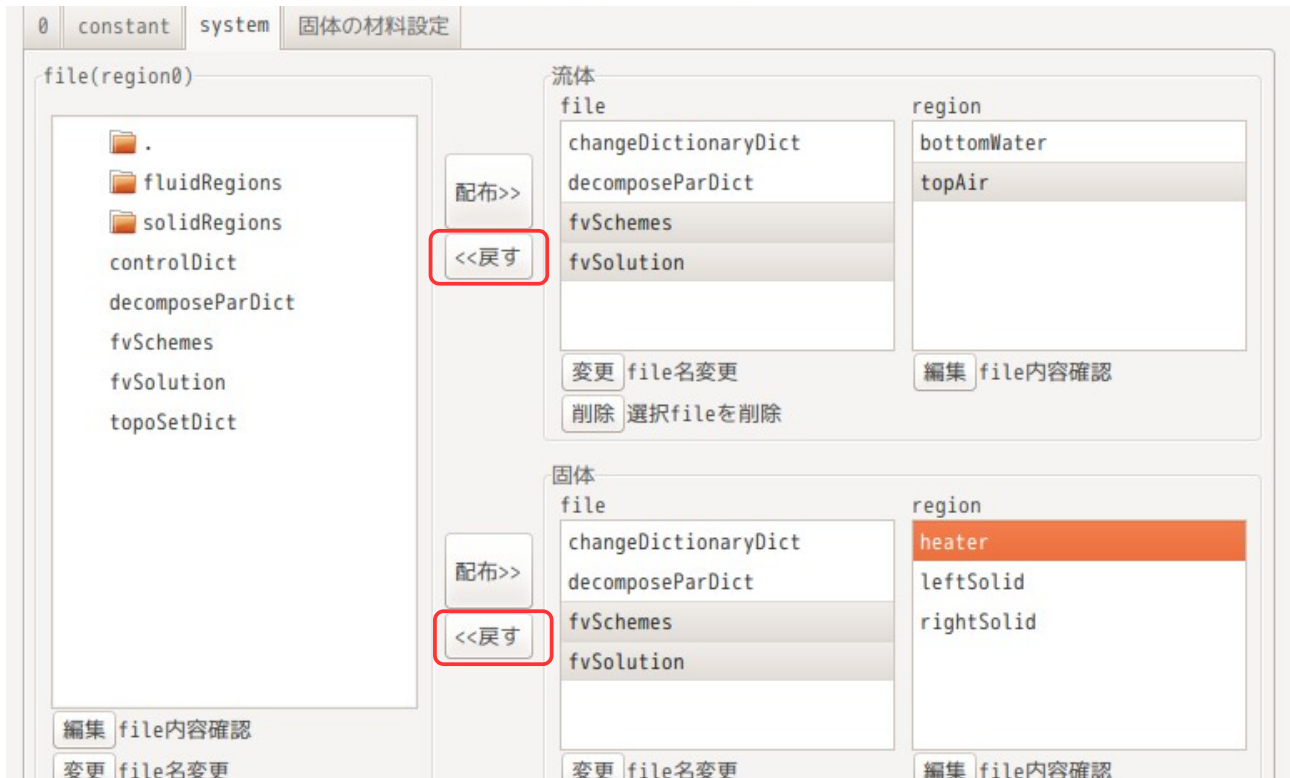 0 constant system 固体の材料設定
file(region0)
.
fluidRegions
solidRegions
controlDict
decomposeParDict
fvSchemes
fvSolution
topoSetDict
編集 file内容確認
変更 file名変更
配布>>
<<戻す
配布>>
<<戻す
流体
file
changeDictionaryDict
decomposeParDict
fvSchemes
fvSolution
変更 file名変更
削除 選択fileを削除
region
bottomWater
topAir
編集 file内容確認
固体
file
changeDictionaryDict
decomposeParDict
fvSchemes
fvSolution
変更 file名変更
region
heater
leftSolid
rightSolid
編集 file内容確認